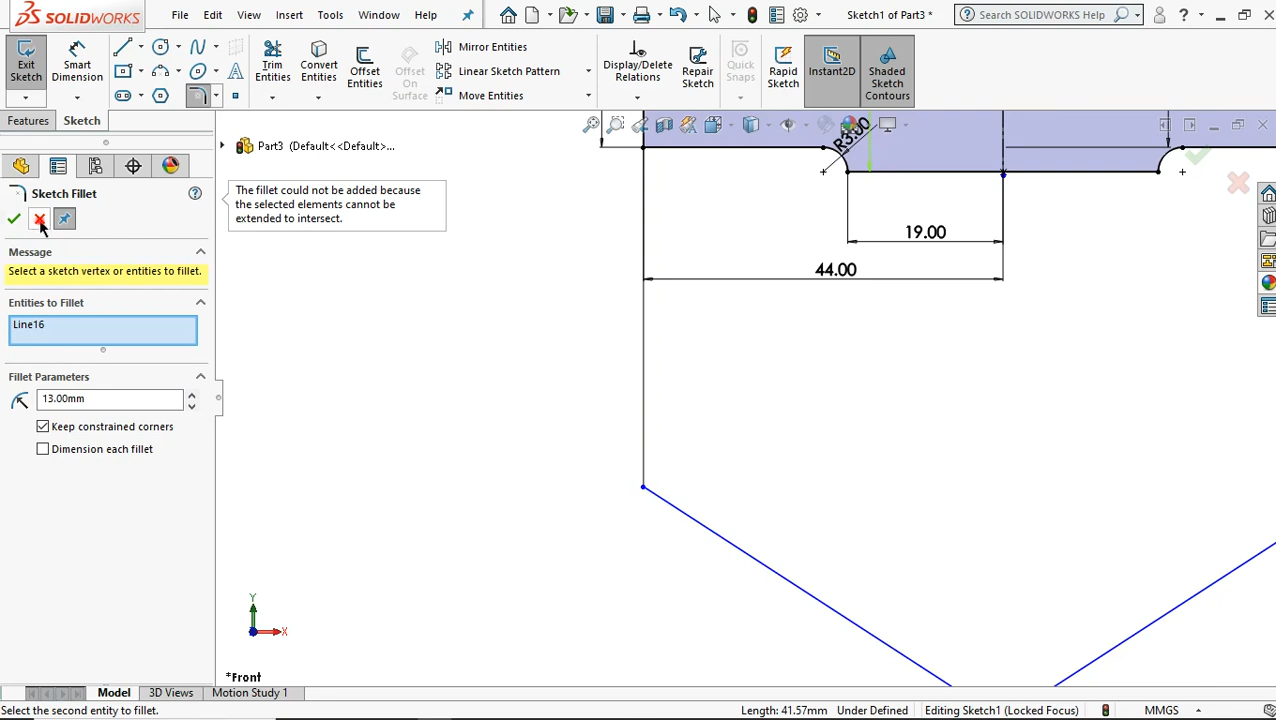 SOLIDWORKS
File Edit View Insert Tools Window Help
Sketch1 of Part3 *
Search SOLIDWORKS Help
Exit Sketch
Smart Dimension
Trim Entities
Convert Entities
Offset Entities
Offset On Surface
Mirror Entities
Linear Sketch Pattern
Move Entities
Display/Delete Relations
Repair Sketch
Quick Snaps
Rapid Sketch
Instant2D
Shaded Sketch Contours
Features Sketch
Part3 (Default<<Default>...
Sketch Fillet
The fillet could not be added because
the selected elements cannot be
extended to intersect.
Message
Select a sketch vertex or entities to fillet.
Entities to Fillet
Line16
Fillet Parameters
13.00mm
Keep constrained corners
Dimension each fillet
R3.00
19.00
44.00
Y
X
*Front
Model 3D Views Motion Study 1
Select the second entity to fillet.
Length: 41.57mm Under Defined Editing Sketch1 (Locked Focus) MMGS